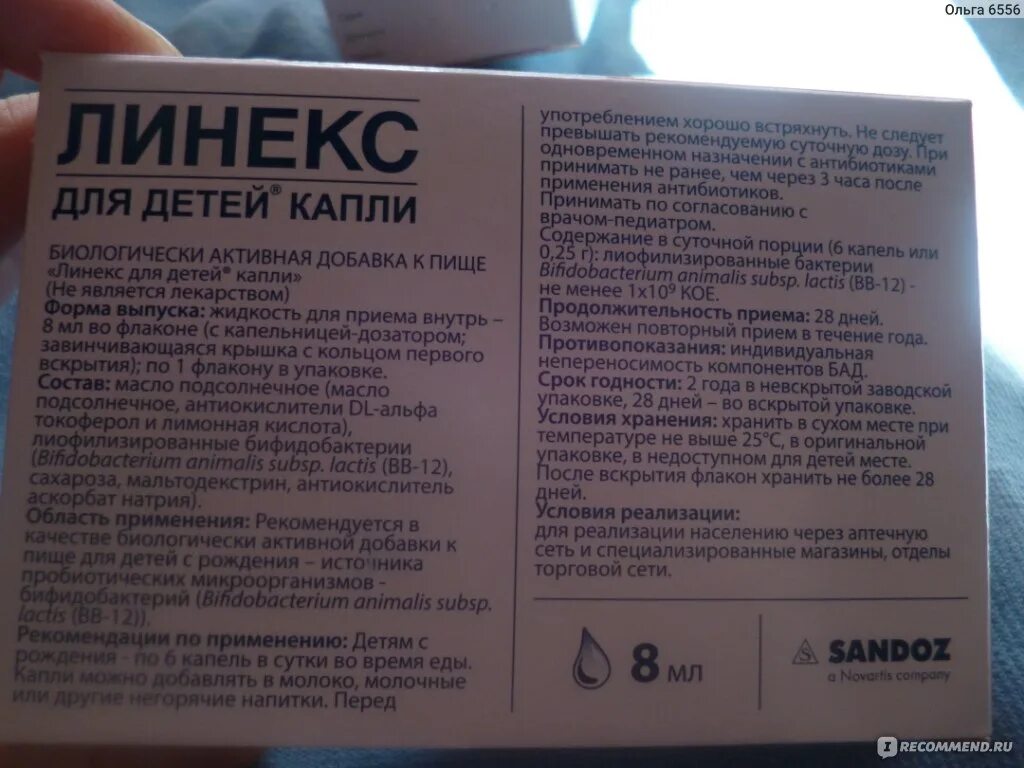 Ольга 6556
ЛИНЕКС
ДЛЯ ДЕТЕЙ® КАПЛИ
БИОЛОГИЧЕСКИ АКТИВНАЯ ДОБАВКА К ПИЩЕ
«Линекс для детей® капли»
(Не является лекарством)
Форма выпуска: жидкость для приема внутрь –
8 мл во флаконе (с капельницей-дозатором;
завинчивающаяся крышка с кольцом первого
вскрытия); по 1 флакону в упаковке.
Состав: масло подсолнечное (масло
подсолнечное, антиокислители DL-альфа
токоферол и лимонная кислота),
лиофилизированные бифидобактерии
(Bifidobacterium animalis subsp. lactis (BB-12),
сахароза, мальтодекстрин, антиокислитель
аскорбат натрия).
Область применения: Рекомендуется в
качестве биологически активной добавки к
пище для детей с рождения – источника
пробиотических микроорганизмов -
бифидобактерий (Bifidobacterium animalis subsp.
lactis (BB-12)).
Рекомендации по применению: Детям с
рождения - по 6 капель в сутки во время еды.
Капли можно добавлять в молоко, молочные
или другие негорячие напитки. Перед
употреблением хорошо встряхнуть. Не следует
превышать рекомендуемую суточную дозу. При
одновременном назначении с антибиотиками
принимать не ранее, чем через 3 часа после
применения антибиотиков.
Принимать по согласованию с
врачом-педиатром.
Содержание в суточной порции (6 капель или
0,25 г): лиофилизированные бактерии
Bifidobacterium animalis subsp. lactis (BB-12) -
не менее 1x10⁹ КОЕ.
Продолжительность приема: 28 дней.
Возможен повторный прием в течение года.
Противопоказания: индивидуальная
непереносимость компонентов БАД.
Срок годности: 2 года в невскрытой заводской
упаковке, 28 дней – во вскрытой упаковке.
Условия хранения: хранить в сухом месте при
температуре не выше 25°С, в оригинальной
упаковке, в недоступном для детей месте.
После вскрытия флакон хранить не более 28
дней.
Условия реализации:
для реализации населению через аптечную
сеть и специализированные магазины, отделы
торговой сети.
8 мл
SANDOZ
a Novartis company
IRECOMMEND.RU